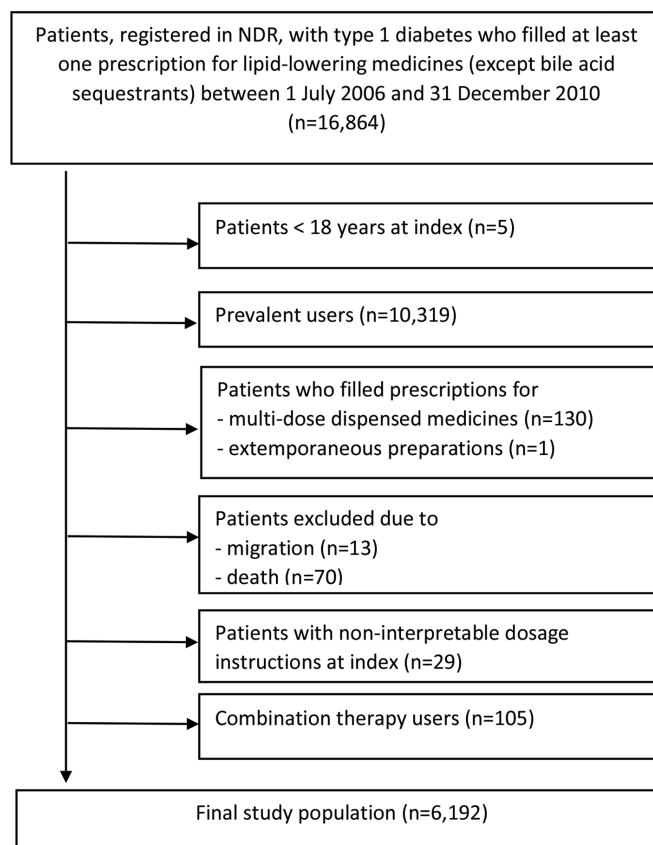 Patients, registered in NDR, with type 1 diabetes who filled at least
one prescription for lipid-lowering medicines (except bile acid
sequestrants) between 1 July 2006 and 31 December 2010
(n=16,864)
Patients < 18 years at index (n=5)
Prevalent users (n=10,319)
Patients who filled prescriptions for
- multi-dose dispensed medicines (n=130)
- extemporaneous preparations (n=1)
Patients excluded due to
- migration (n=13)
- death (n=70)
Patients with non-interpretable dosage
instructions at index (n=29)
Combination therapy users (n=105)
Final study population (n=6,192)